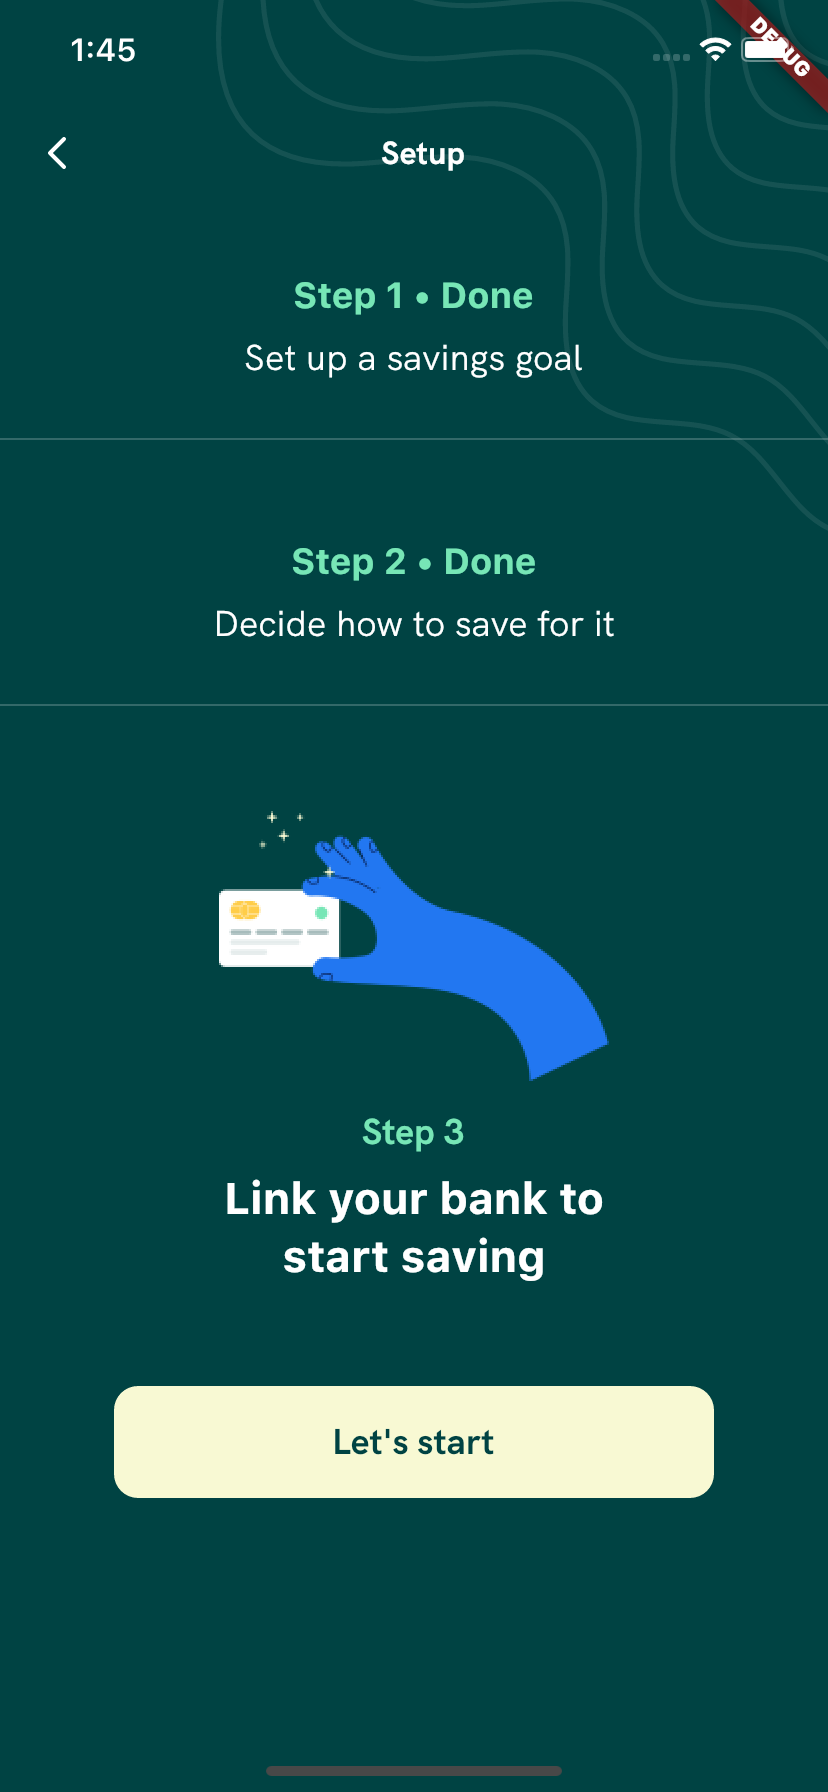 1:45
DEBUG
Setup
Step 1 • Done
Set up a savings goal
Step 2 • Done
Decide how to save for it
Step 3
Link your bank to
start saving
Let's start